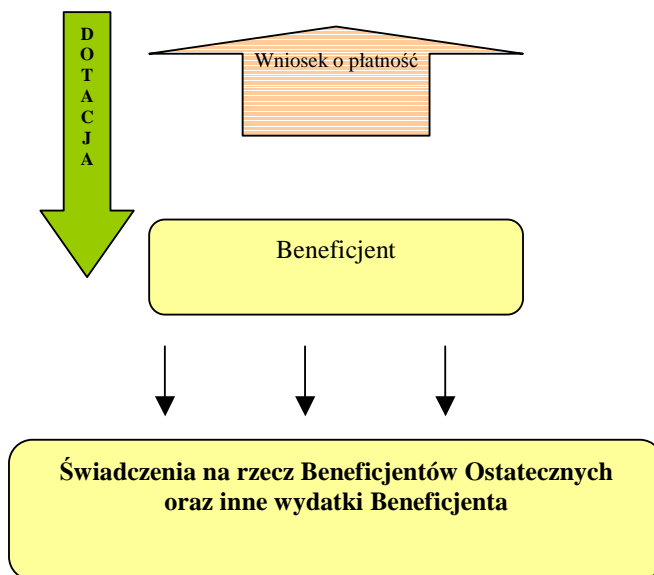 DOTACJA
Wniosek o płatność
Beneficjent
Świadczenia na rzecz Beneficjentów Ostatecznych
oraz inne wydatki Beneficjenta